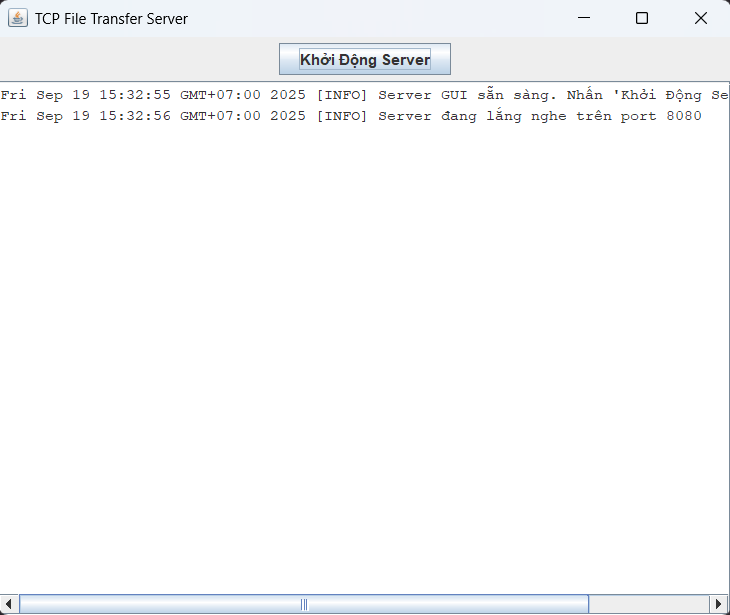 TCP File Transfer Server
Khởi Động Server
Fri Sep 19 15:32:55 GMT+07:00 2025 [INFO] Server GUI sẵn sàng. Nhấn 'Khởi Động Se
Fri Sep 19 15:32:56 GMT+07:00 2025 [INFO] Server đang lắng nghe trên port 8080